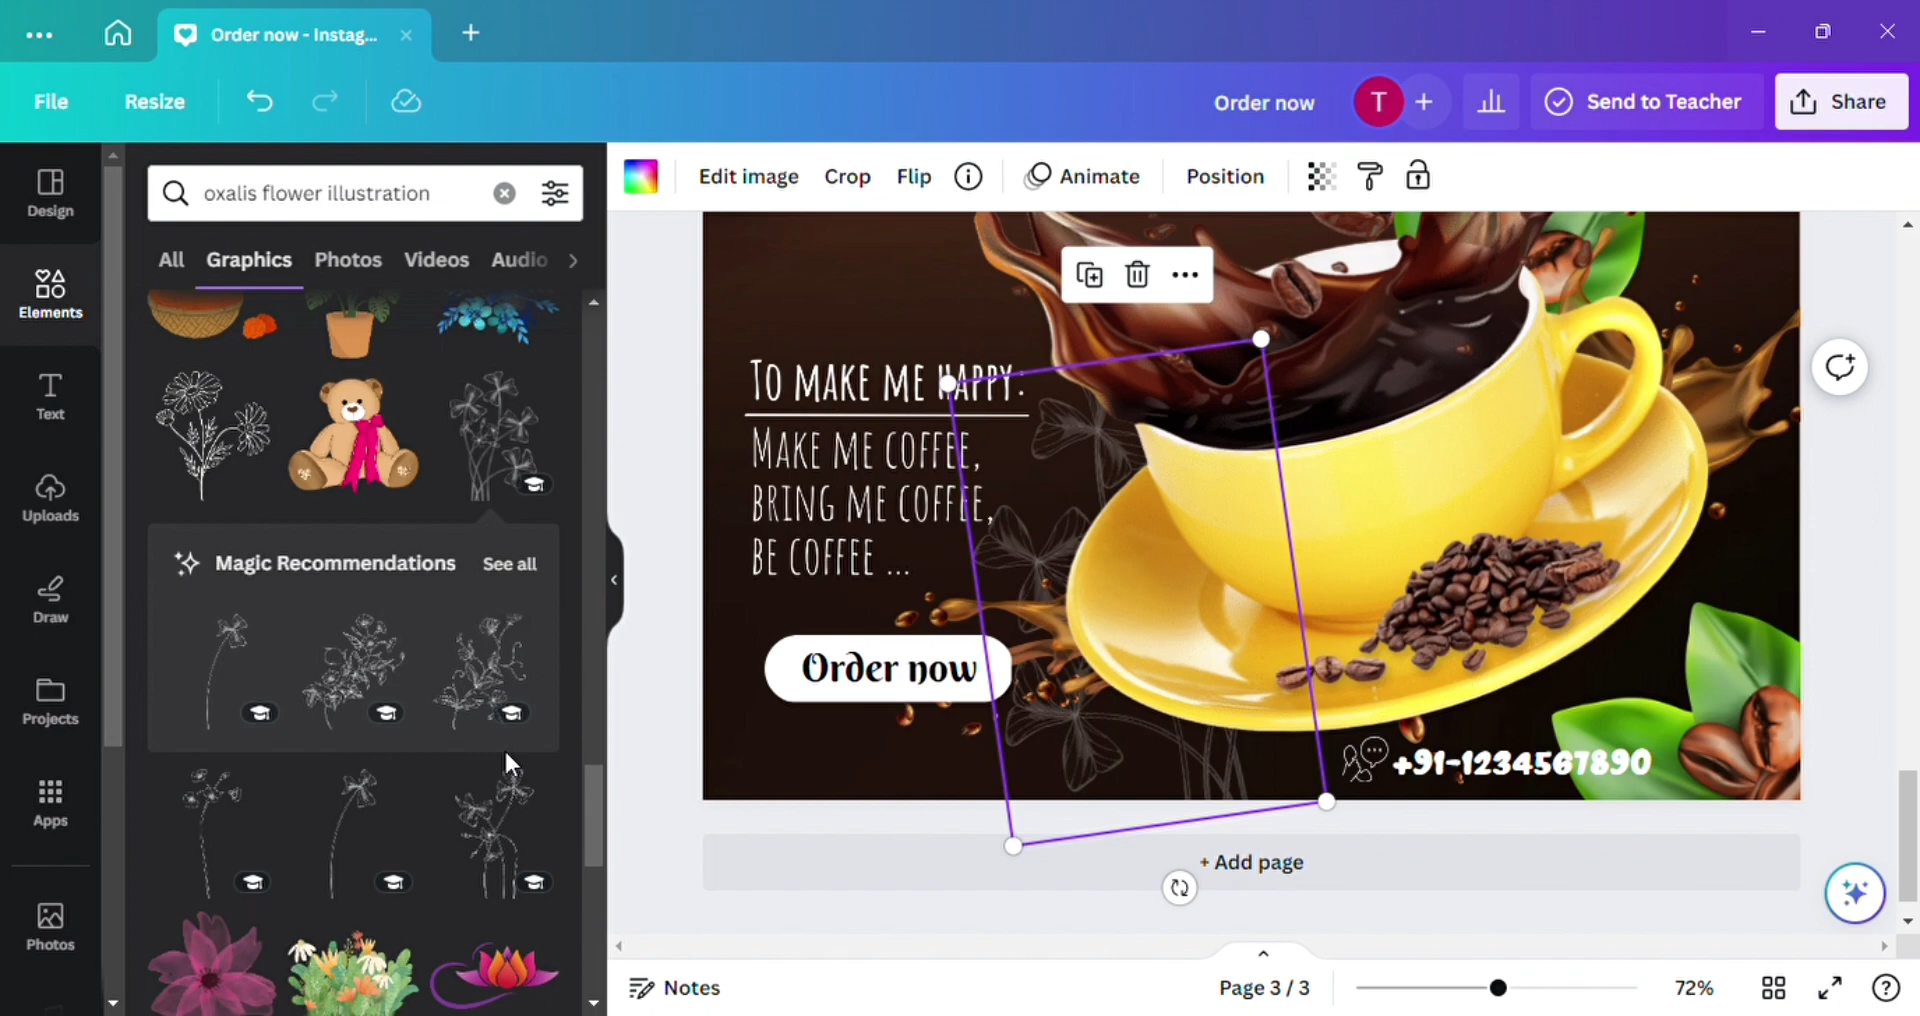 Order now - Instag...
File
Resize
Order now
T
Send to Teacher
Share
Design
Elements
Text
Uploads
Draw
Projects
Apps
Photos
oxalis flower illustration
All
Graphics
Photos
Videos
Audio
Magic Recommendations
See all
Edit image
Crop
Flip
Animate
Position
TO MAKE ME HAPPY:
MAKE ME COFFEE,
BRING ME COFFEE,
BE COFFEE ...
Order now
+91-1234567890
+ Add page
Notes
Page 3 / 3
72%